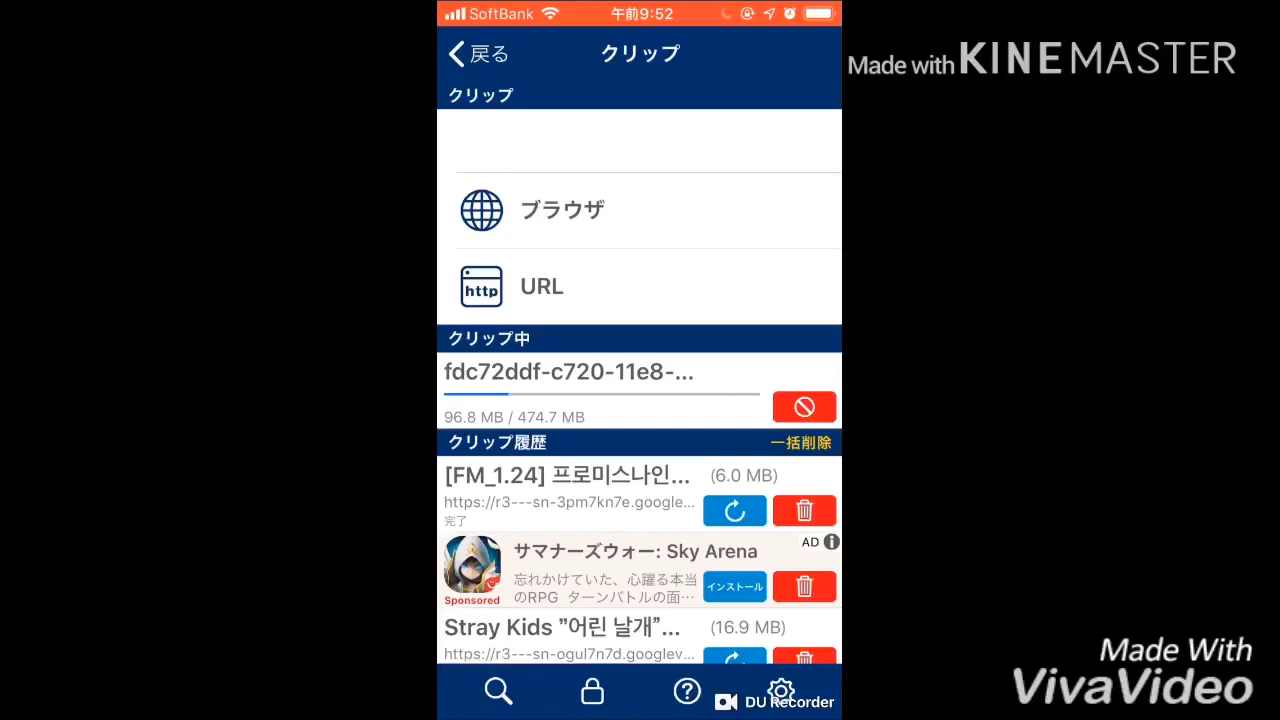 SoftBank 午前9:52
戻る クリップ
Made with KINEMASTER
クリップ
ブラウザ
http URL
クリップ中
fdc72ddf-c720-11e8-...
96.8 MB / 474.7 MB
クリップ履歴 一括削除
[FM_1.24] 프로미스나인... (6.0 MB)
https://r3---sn-3pm7kn7e.google...
完了
サマナーズウォー: Sky Arena AD
忘れかけていた、心躍る本当
のRPG ターンバトルの面…
インストール
Sponsored
Stray Kids ”어린 날개”... (16.9 MB)
https://r3---sn-ogul7n7d.googlev...
DU Recorder
Made With
VivaVideo